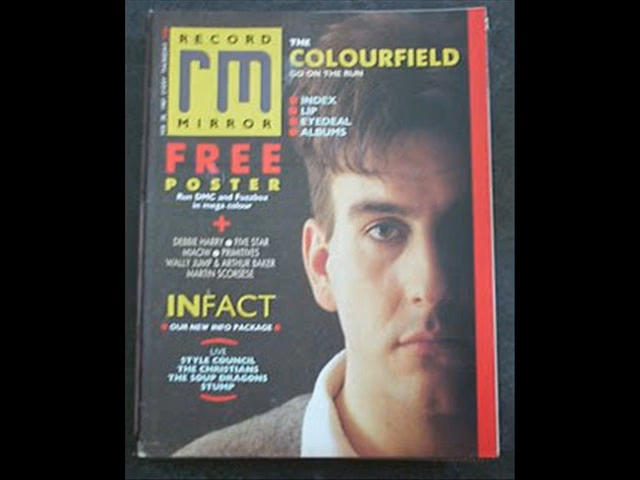 RECORD
rm
MIRROR
THE
COLOURFIELD
GO ON THE RUN
INDEX
LIP
EYEDEAL
ALBUMS
FREE
POSTER
Run DMC and Fuzzbox
in mega colour
+
DEBBIE HARRY ● FIVE STAR
MIAOW ● PRIMITIVES
WALLY JUMP & ARTHUR BAKER
MARTIN SCORSESE
INFACT
OUR NEW INFO PACKAGE
LIVE
STYLE COUNCIL
THE CHRISTIANS
THE SOUP DRAGONS
STUMP